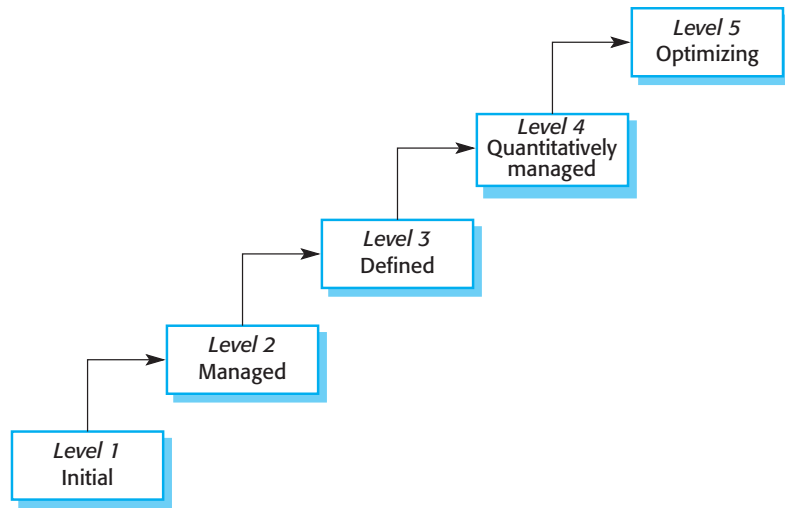 Level 5
Optimizing
Level 4
Quantitatively
managed
Level 3
Defined
Level 2
Managed
Level 1
Initial